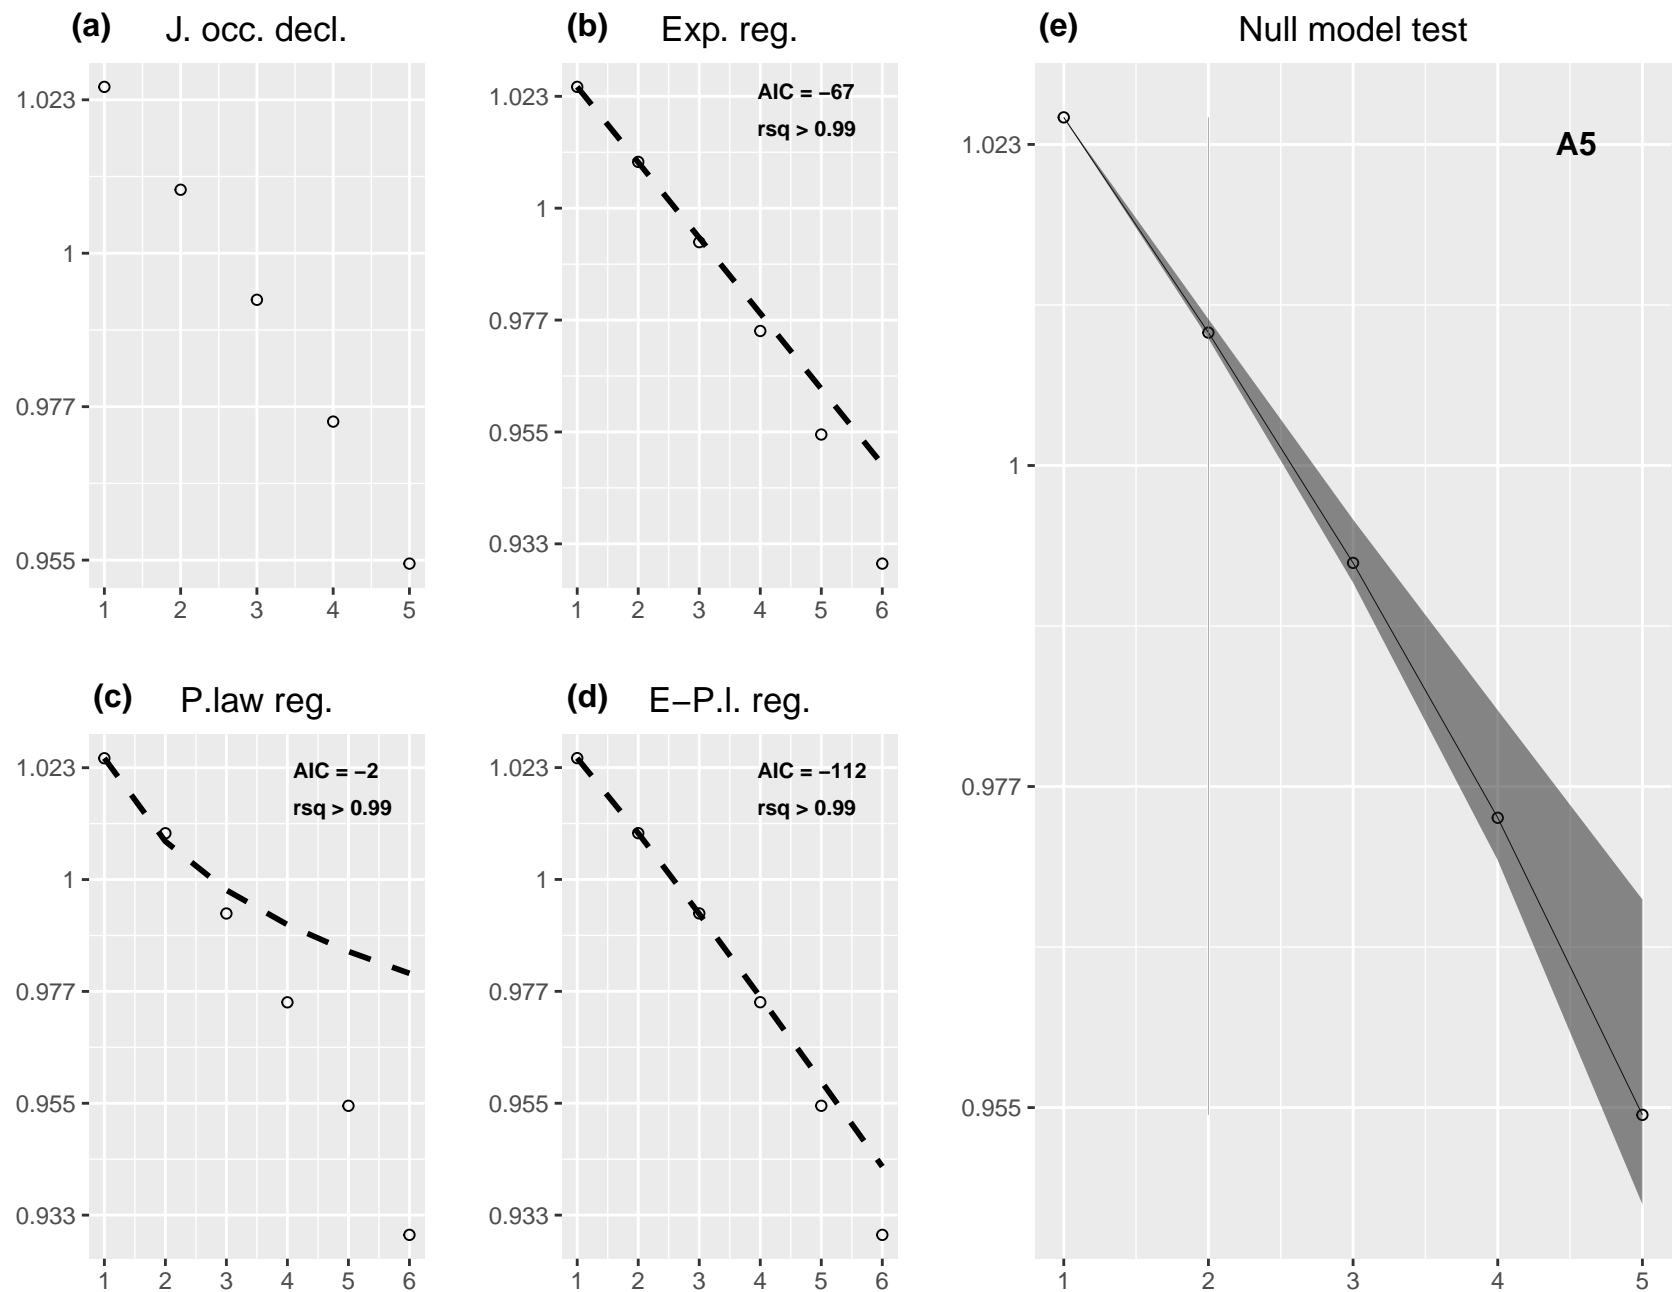 (a) J. occ. decl.
1.023
1
0.977
0.955
1 2 3 4 5
(b) Exp. reg.
AIC = −67
rsq > 0.99
1.023
1
0.977
0.955
0.933
1 2 3 4 5 6
(c) P.law reg.
AIC = −2
rsq > 0.99
1.023
1
0.977
0.955
0.933
1 2 3 4 5 6
(d) E−P.l. reg.
AIC = −112
rsq > 0.99
1.023
1
0.977
0.955
0.933
1 2 3 4 5 6
(e) Null model test
A5
1.023
1
0.977
0.955
1 2 3 4 5